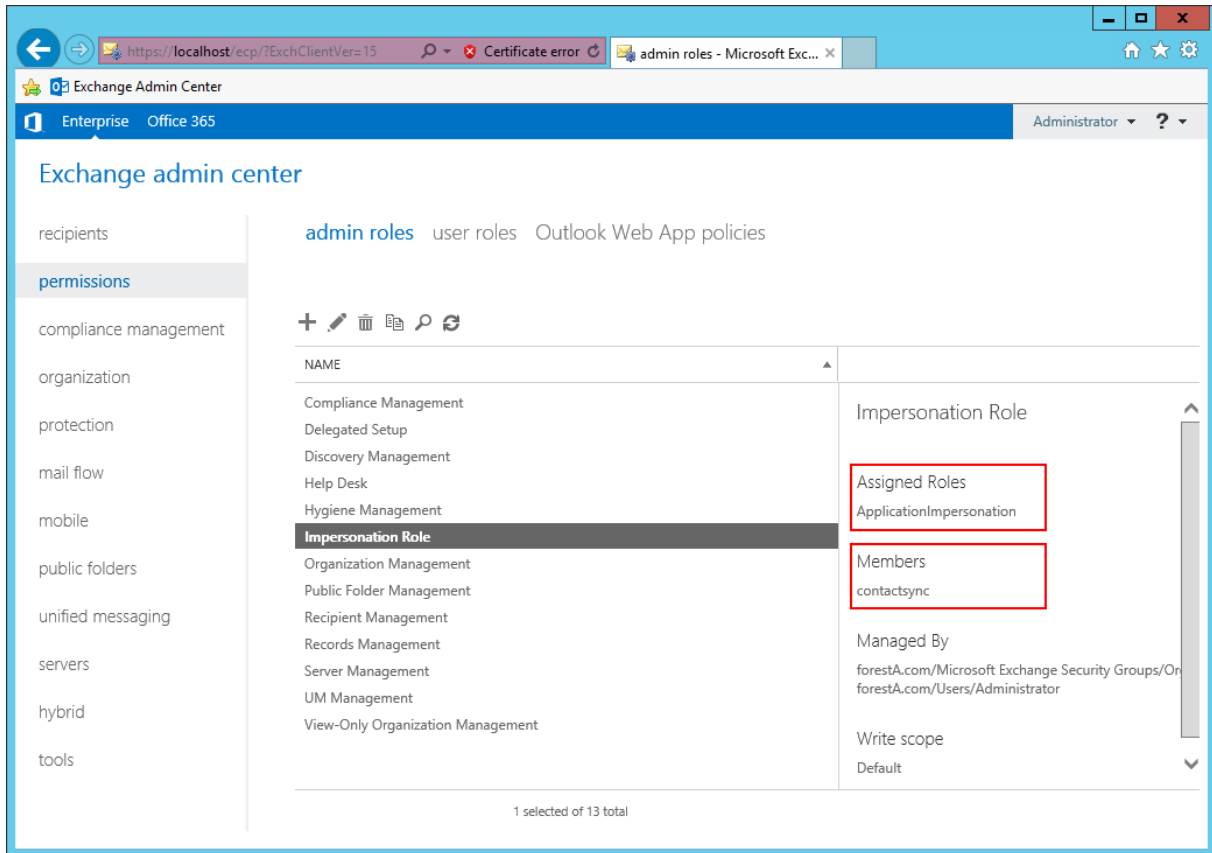 https://localhost/ecp/?ExchClientVer=15
Certificate error
admin roles - Microsoft Exc...
Exchange Admin Center
Enterprise Office 365
Administrator ?
Exchange admin center
recipients
permissions
compliance management
organization
protection
mail flow
mobile
public folders
unified messaging
servers
hybrid
tools
admin roles user roles Outlook Web App policies
NAME
Compliance Management
Delegated Setup
Discovery Management
Help Desk
Hygiene Management
Impersonation Role
Organization Management
Public Folder Management
Recipient Management
Records Management
Server Management
UM Management
View-Only Organization Management
1 selected of 13 total
Impersonation Role
Assigned Roles
ApplicationImpersonation
Members
contactsync
Managed By
forestA.com/Microsoft Exchange Security Groups/Or
forestA.com/Users/Administrator
Write scope
Default